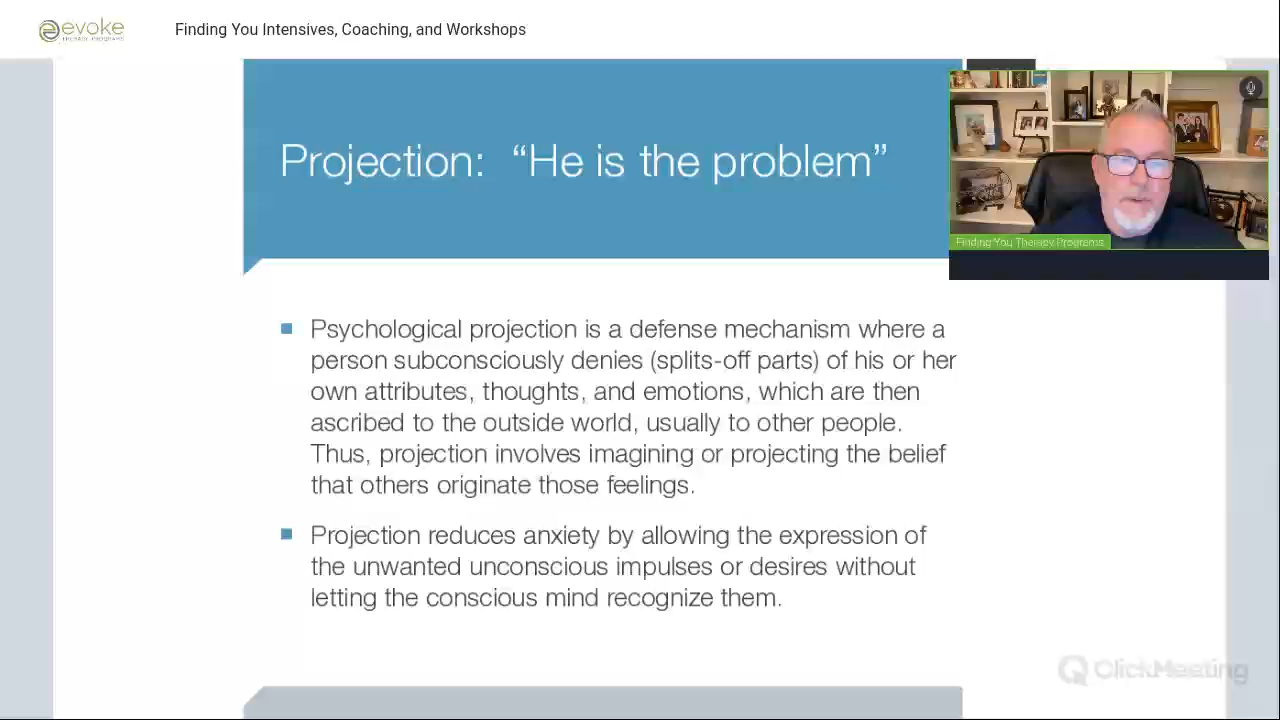 evoke
THERAPY PROGRAMS
Finding You Intensives, Coaching, and Workshops
Projection: “He is the problem”
Finding You Therapy Programs
Psychological projection is a defense mechanism where a
person subconsciously denies (splits-off parts) of his or her
own attributes, thoughts, and emotions, which are then
ascribed to the outside world, usually to other people.
Thus, projection involves imagining or projecting the belief
that others originate those feelings.
Projection reduces anxiety by allowing the expression of
the unwanted unconscious impulses or desires without
letting the conscious mind recognize them.
ClickMeeting